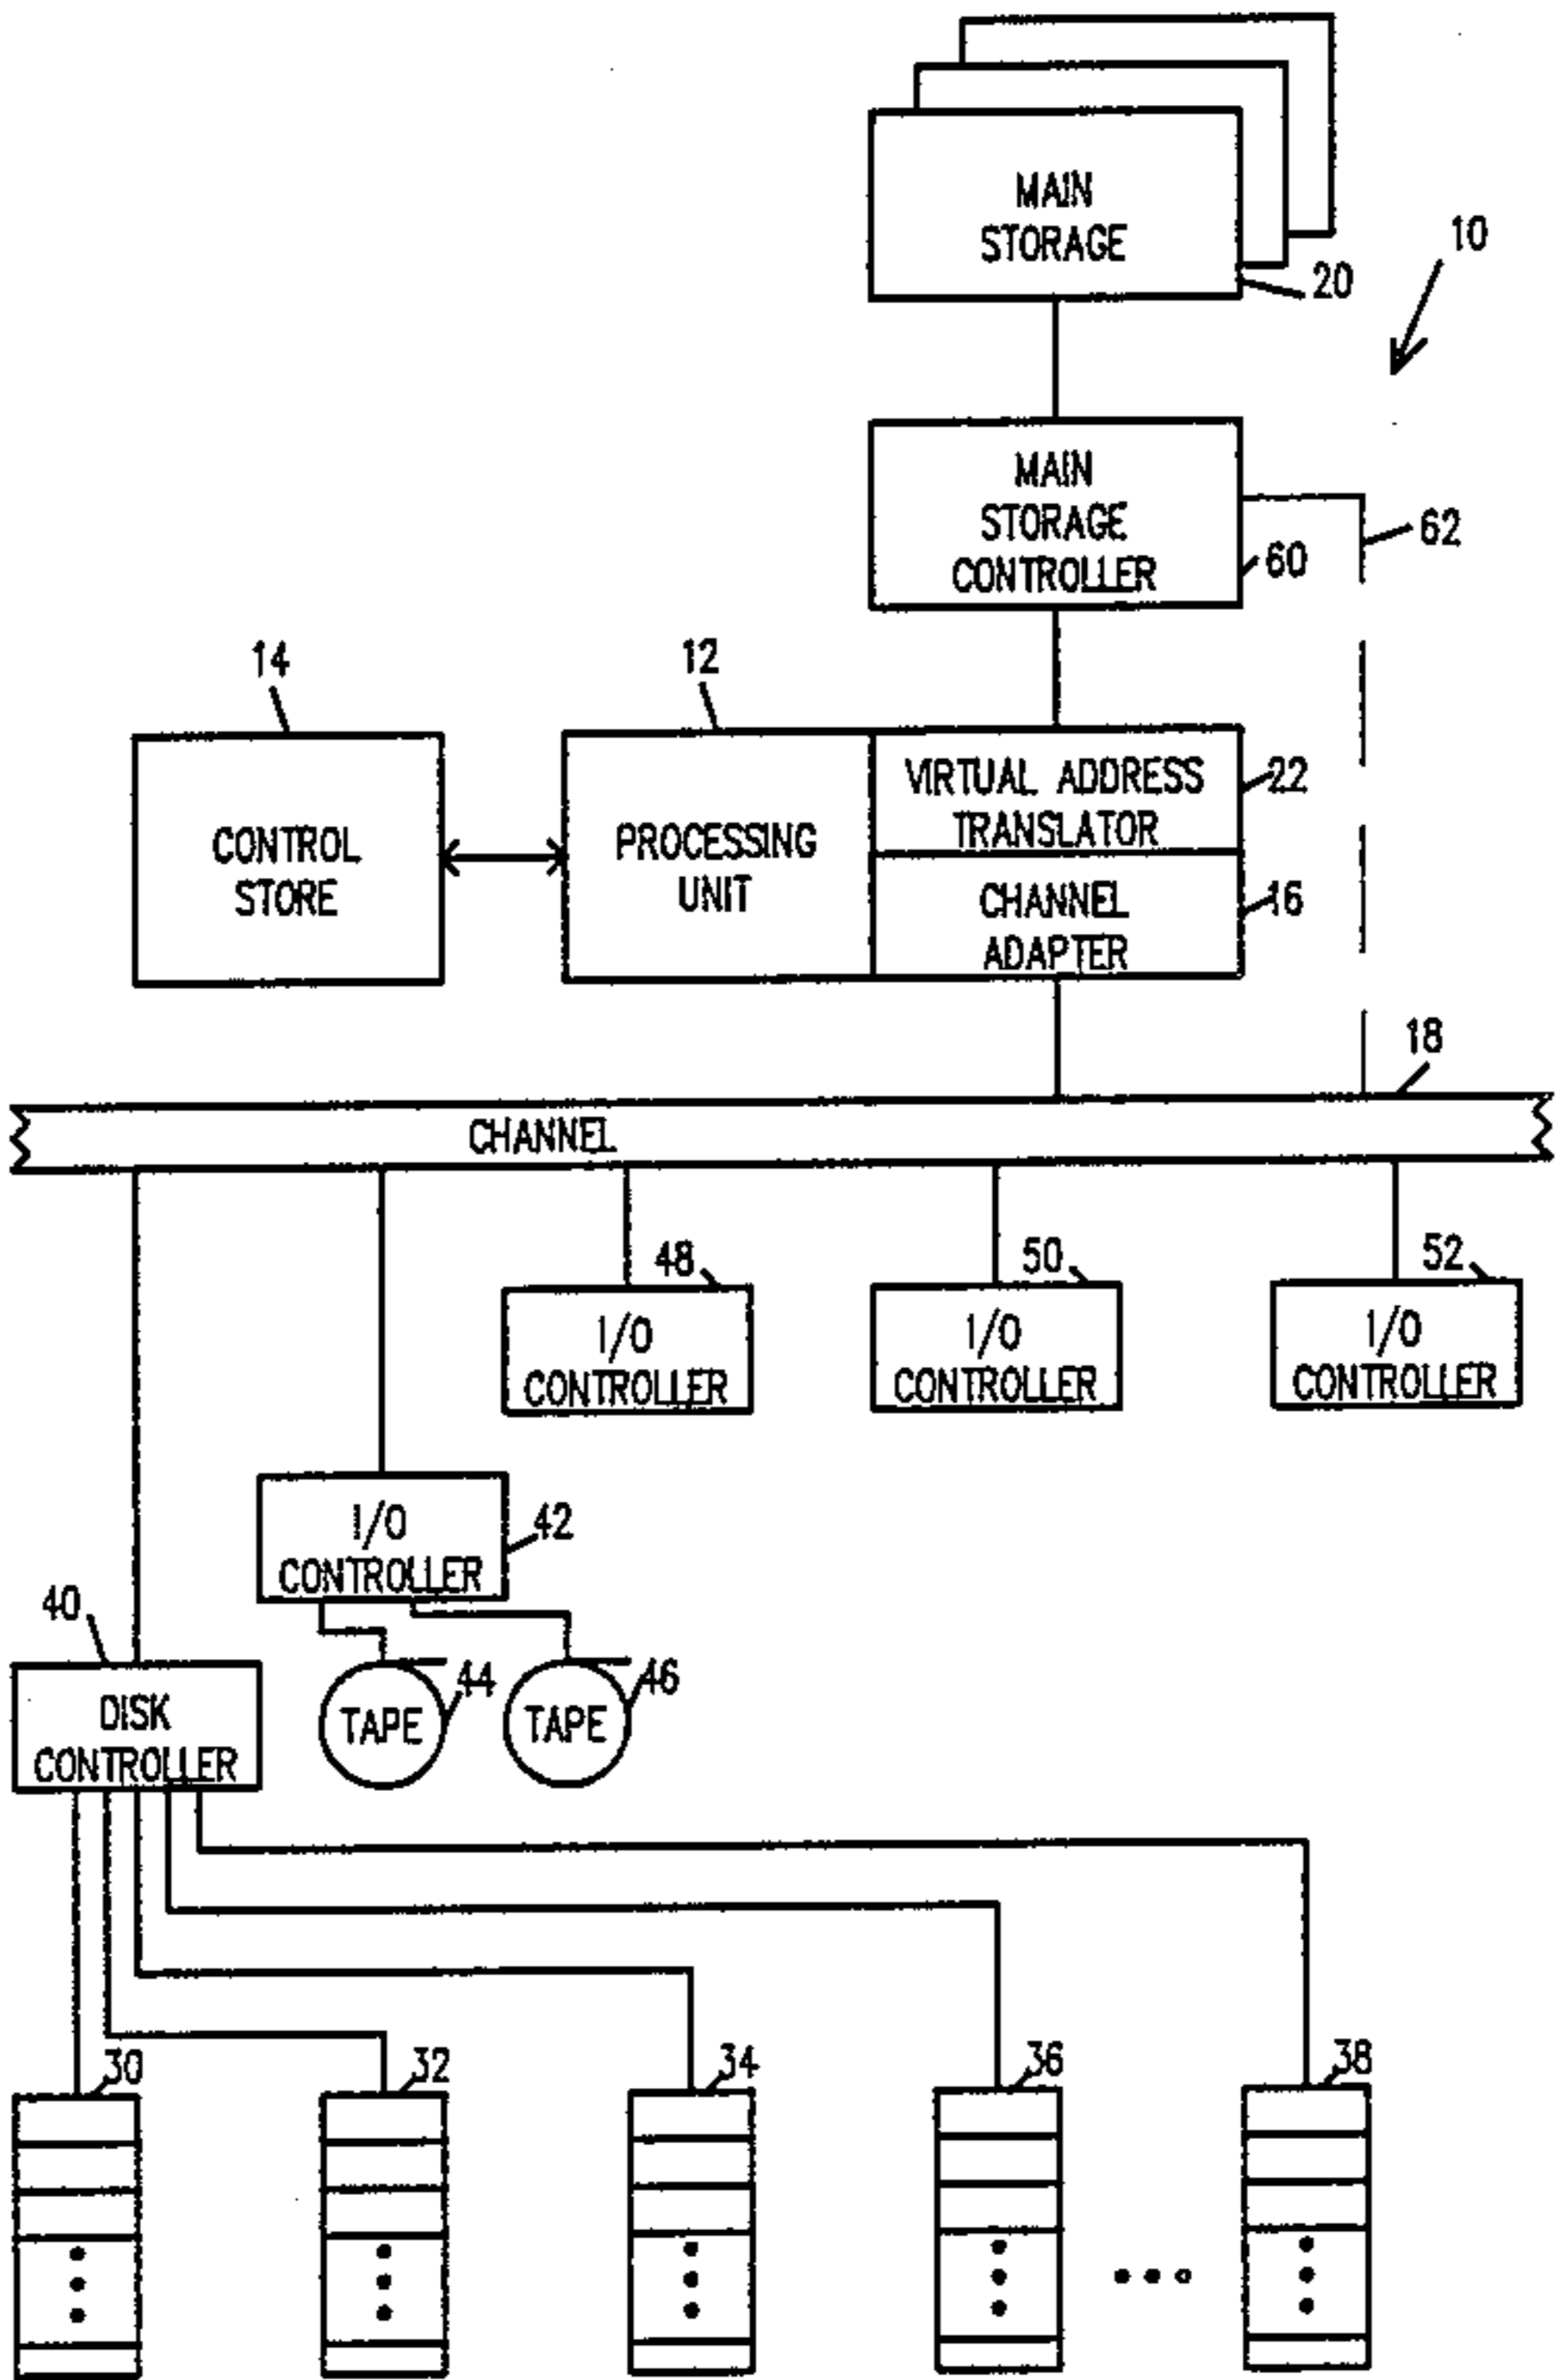 MAIN
STORAGE
20
10
MAIN
STORAGE
CONTROLLER
60
62
14
12
CONTROL
STORE
PROCESSING
UNIT
VIRTUAL ADDRESS
TRANSLATOR
22
CHANNEL
ADAPTER
16
18
CHANNEL
48
50
52
I/O
CONTROLLER
I/O
CONTROLLER
I/O
CONTROLLER
I/O
CONTROLLER
42
40
DISK
CONTROLLER
TAPE
44
TAPE
46
30
32
34
36
38